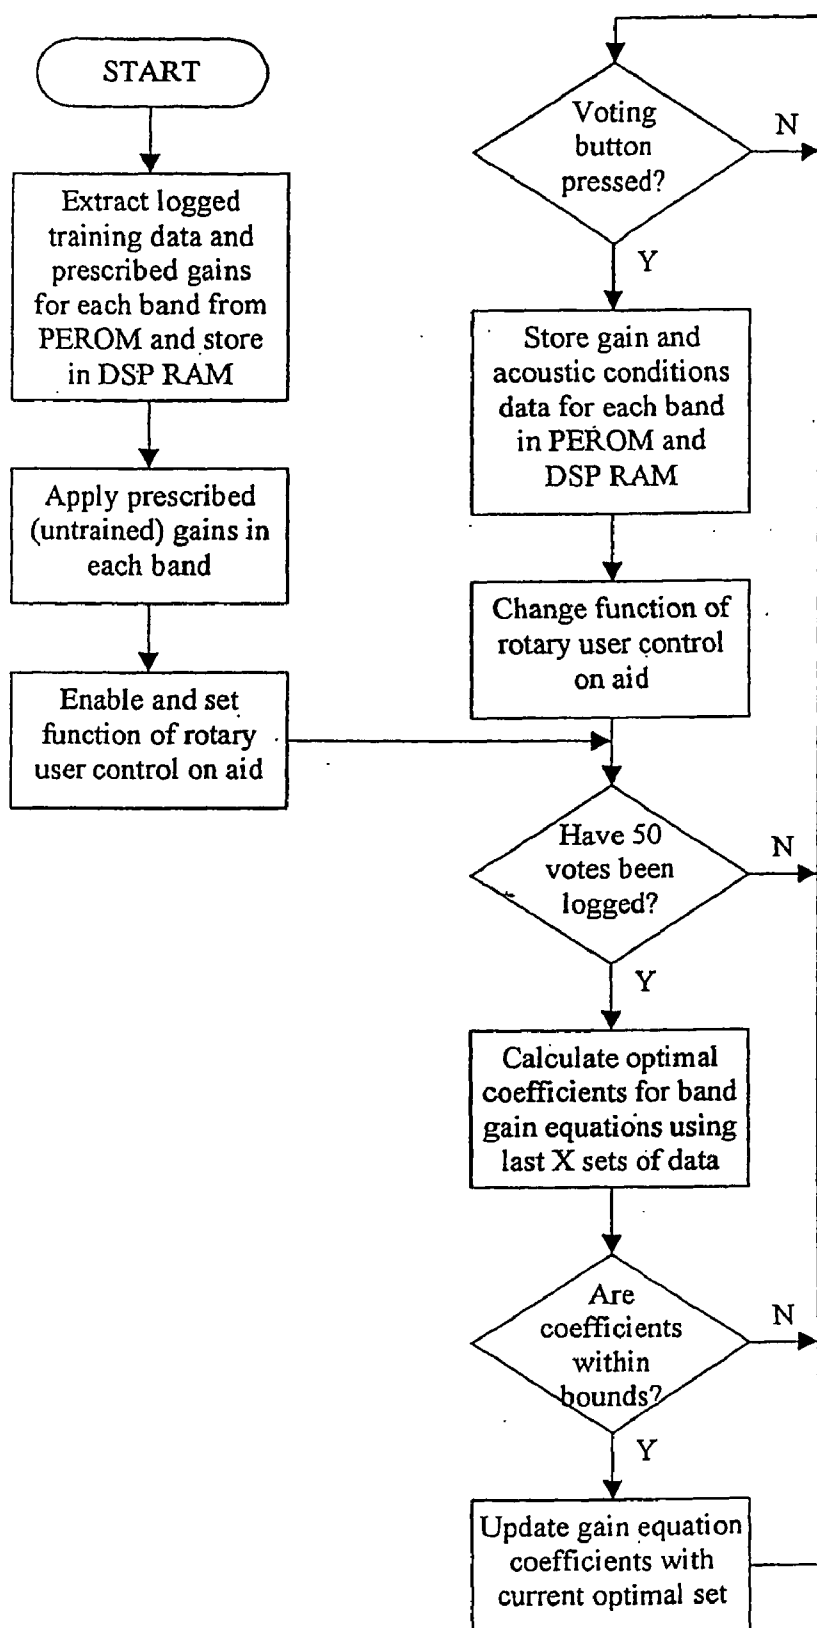 START
Extract logged
training data and
prescribed gains
for each band from
PEROM and store
in DSP RAM
Apply prescribed
(untrained) gains in
each band
Enable and set
function of rotary
user control on aid
Voting
button
pressed?
N
Y
Store gain and
acoustic conditions
data for each band
in PEROM and
DSP RAM
Change function of
rotary user control
on aid
Have 50
votes been
logged?
N
Y
Calculate optimal
coefficients for band
gain equations using
last X sets of data
Are
coefficients
within
bounds?
N
Y
Update gain equation
coefficients with
current optimal set